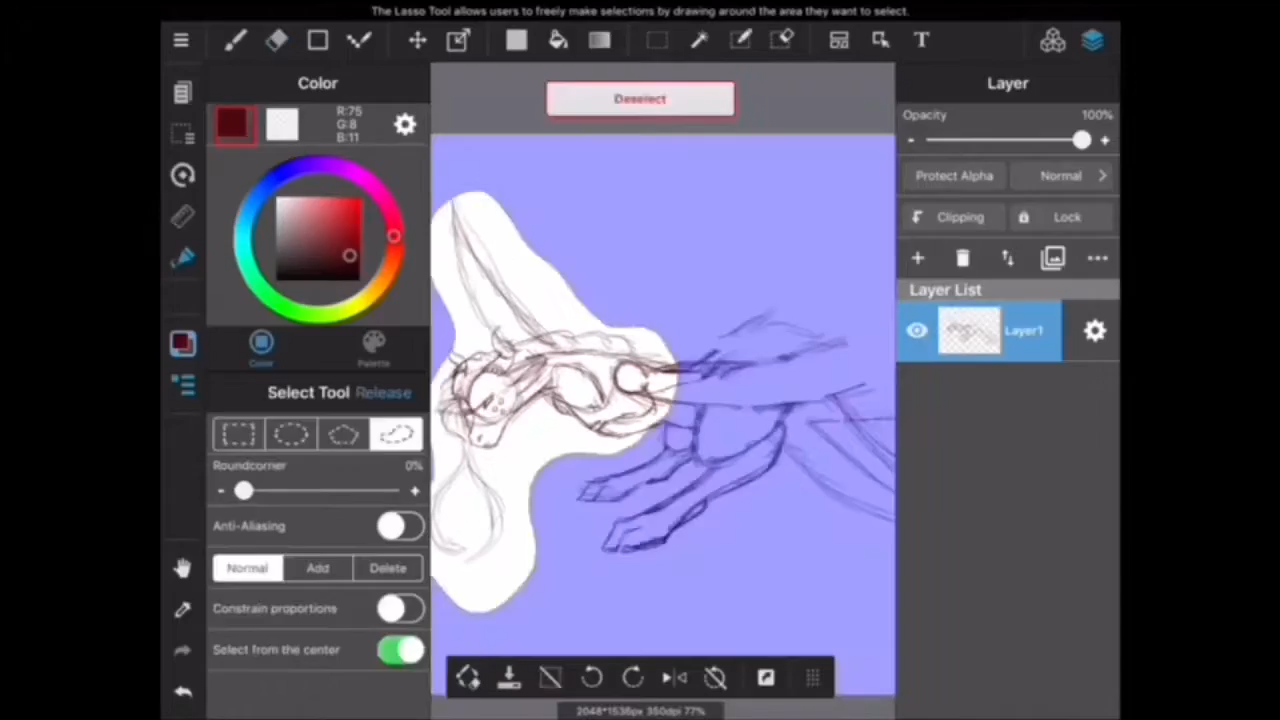 The Lasso Tool allows users to freely make selections by drawing around the area they want to select.
T
Color
R:75
G:8
B:11
Color
Palette
Select Tool Release
Roundcorner 0%
- +
Anti-Aliasing
Normal Add Delete
Constrain proportions
Select from the center
Deselect
2048*1536px 350dpi 77%
Layer
Opacity 100%
- +
Protect Alpha Normal >
Clipping Lock
Layer List
Layer1